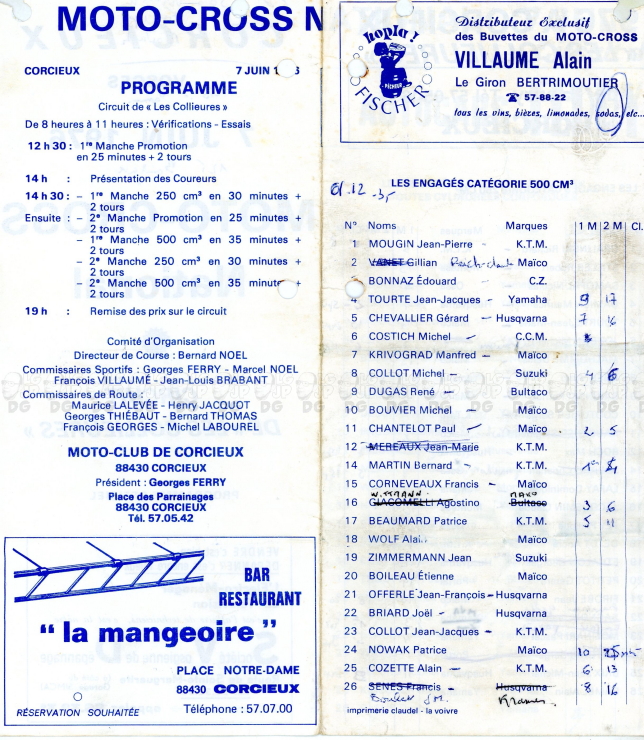 MOTO-CROSS N
CORCIEUX 7 JUIN
PROGRAMME
Circuit de « Les Collieures »
De 8 heures à 11 heures : Vérifications - Essais
12 h 30 : 1re Manche Promotion
en 25 minutes + 2 tours
14 h : Présentation des Coureurs
14 h 30 : – 1re Manche 250 cm³ en 30 minutes +
2 tours
Ensuite : – 2e Manche Promotion en 25 minutes +
2 tours
– 1re Manche 500 cm³ en 35 minutes +
2 tours
– 2e Manche 250 cm³ en 30 minutes +
2 tours
– 2e Manche 500 cm³ en 35 minutes +
2 tours
19 h : Remise des prix sur le circuit
Comité d'Organisation
Directeur de Course : Bernard NOEL
Commissaires Sportifs : Georges FERRY - Marcel NOEL
François VILLAUMÉ - Jean-Louis BRABANT
Commissaires de Route :
Maurice LALEVÉE - Henry JACQUOT
Georges THIÉBAUT - Bernard THOMAS
François GEORGES - Michel LABOUREL
MOTO-CLUB DE CORCIEUX
88430 CORCIEUX
Président : Georges FERRY
Place des Parrainages
88430 CORCIEUX
Tél. 57.05.42
BAR
RESTAURANT
" la mangeoire "
PLACE NOTRE-DAME
88430 CORCIEUX
RÉSERVATION SOUHAITÉE Téléphone : 57.07.00
hopla !
PÊCHEUR
FISCHER
Distributeur Exclusif
des Buvettes du MOTO-CROSS
VILLAUME Alain
Le Giron BERTRIMOUTIER
☎ 57-88-22
tous les vins, bières, limonades, sodas, etc...
LES ENGAGÉS CATÉGORIE 500 CM³
N° Noms Marques 1 M 2 M Cl.
1 MOUGIN Jean-Pierre K.T.M.
2 VANET Gillian Maïco
BONNAZ Édouard C.Z.
4 TOURTE Jean-Jacques Yamaha 9 17
5 CHEVALLIER Gérard Husqvarna 7 16
6 COSTICH Michel C.C.M.
7 KRIVOGRAD Manfred Maïco
8 COLLOT Michel Suzuki 4 6
9 DUGAS René Bultaco
10 BOUVIER Michel Maïco
11 CHANTELOT Paul Maïco 2 5
12 MEREAUX Jean-Marie K.T.M.
14 MARTIN Bernard K.T.M. 1er
15 CORNEVAUX Francis Maïco
16 GIACOMELLI Agostino Bultaco 3 6
17 BEAUMARD Patrice K.T.M. 5 11
18 WOLF Alain Maïco
19 ZIMMERMANN Jean Suzuki
20 BOILEAU Étienne Maïco
21 OFFERLE Jean-François Husqvarna
22 BRIARD Joël Husqvarna
23 COLLOT Jean-Jacques K.T.M.
24 NOWAK Patrice Maïco 10
25 COZETTE Alain K.T.M. 6 13
26 SENES Francis Husqvarna 8 16
Kramer
imprimerie claudel - la voivre